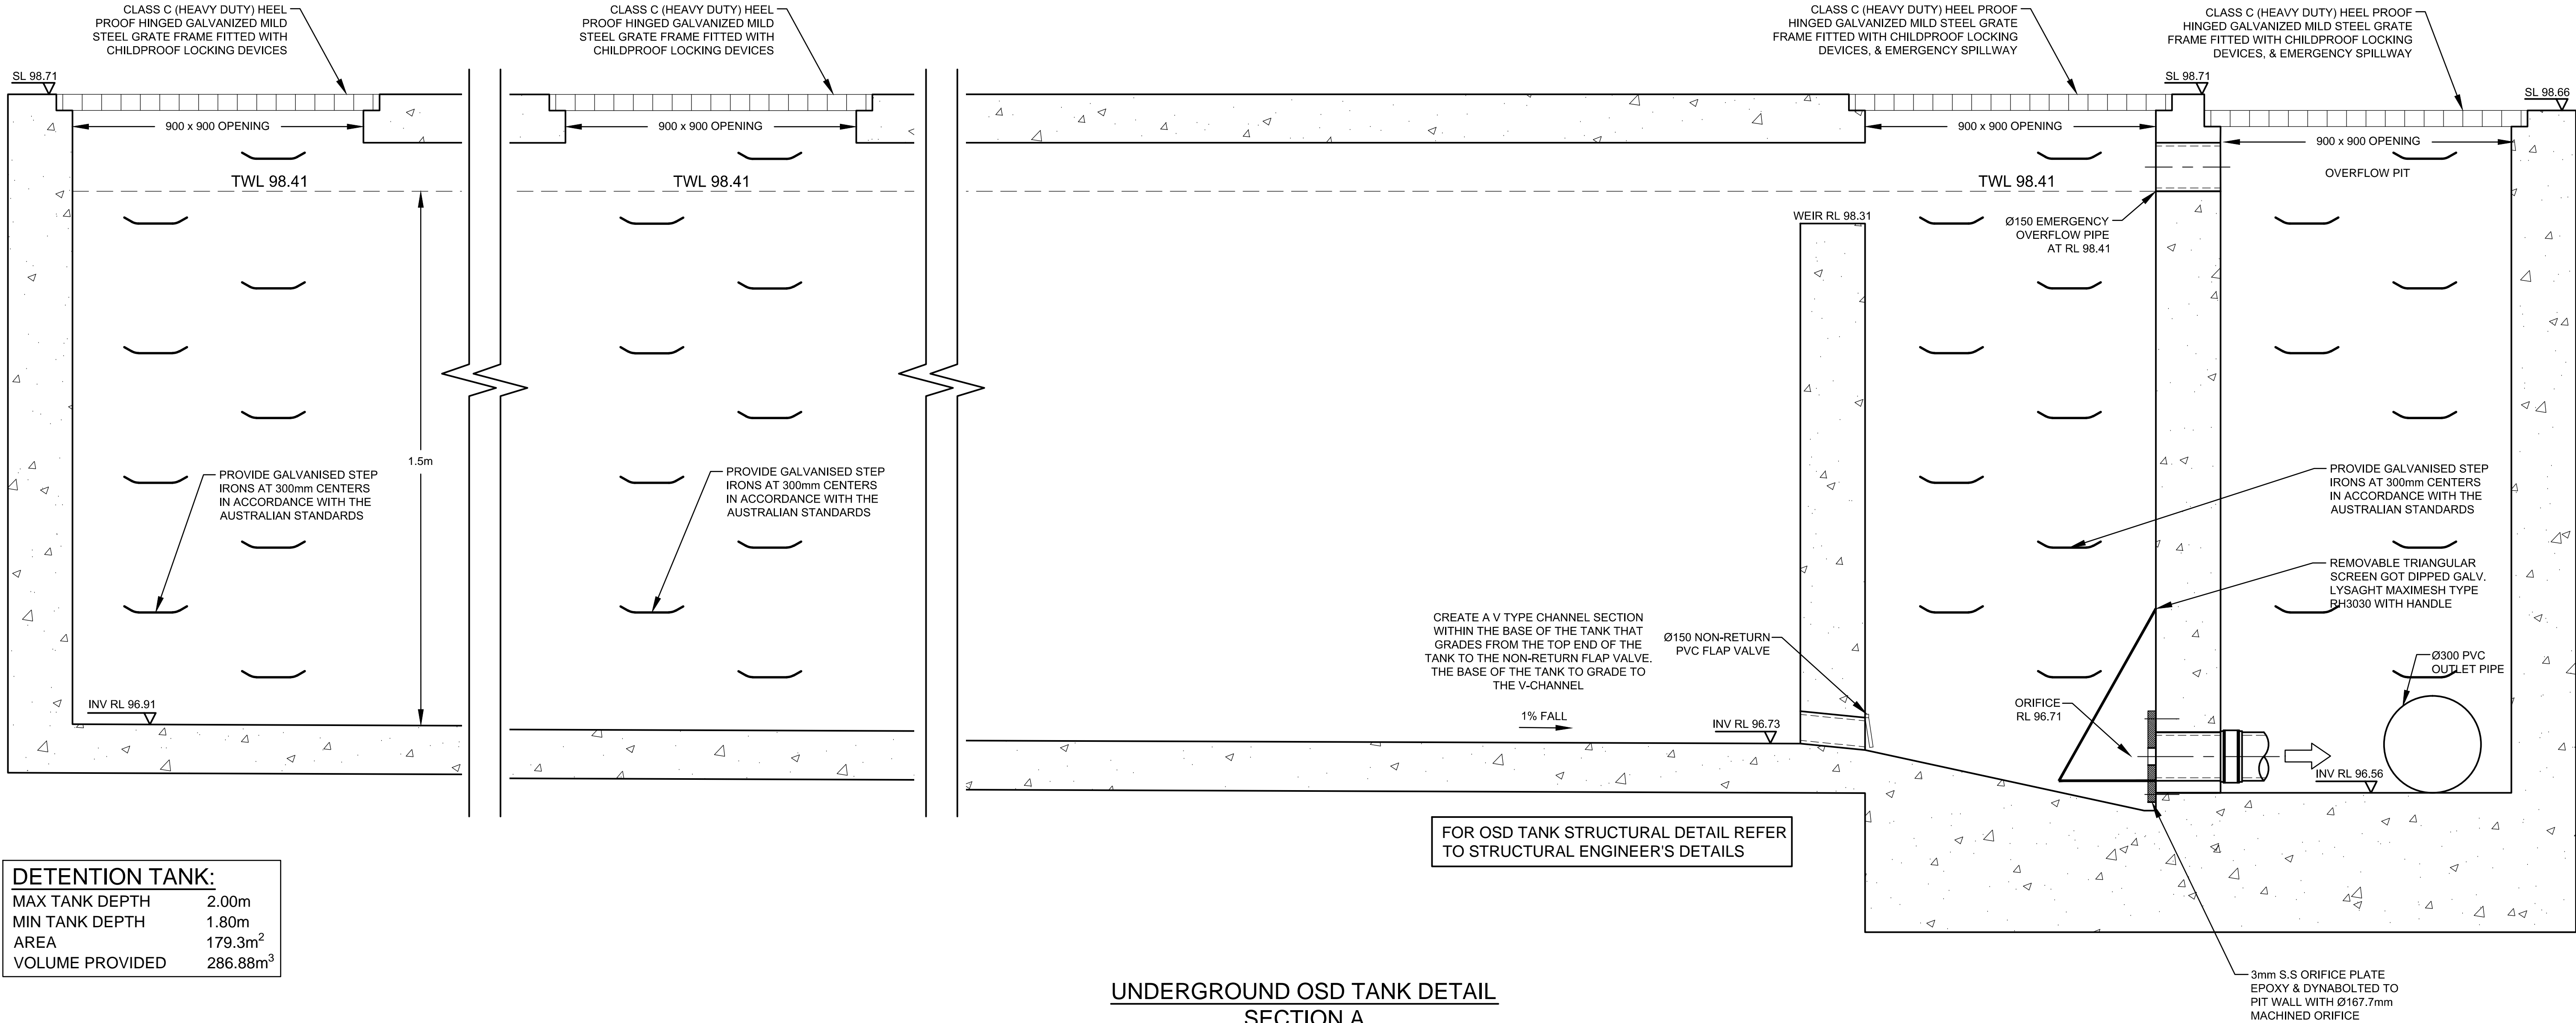 CLASS C (HEAVY DUTY) HEEL
PROOF HINGED GALVANIZED MILD
STEEL GRATE FRAME FITTED WITH
CHILDPROOF LOCKING DEVICES
CLASS C (HEAVY DUTY) HEEL
PROOF HINGED GALVANIZED MILD
STEEL GRATE FRAME FITTED WITH
CHILDPROOF LOCKING DEVICES
CLASS C (HEAVY DUTY) HEEL PROOF
HINGED GALVANIZED MILD STEEL GRATE
FRAME FITTED WITH CHILDPROOF LOCKING
DEVICES, & EMERGENCY SPILLWAY
CLASS C (HEAVY DUTY) HEEL PROOF
HINGED GALVANIZED MILD STEEL GRATE
FRAME FITTED WITH CHILDPROOF LOCKING
DEVICES, & EMERGENCY SPILLWAY
SL 98.71
SL 98.71
SL 98.66
900 x 900 OPENING
900 x 900 OPENING
900 x 900 OPENING
900 x 900 OPENING
OVERFLOW PIT
TWL 98.41
TWL 98.41
TWL 98.41
WEIR RL 98.31
Ø150 EMERGENCY
OVERFLOW PIPE
AT RL 98.41
1.5m
PROVIDE GALVANISED STEP
IRONS AT 300mm CENTERS
IN ACCORDANCE WITH THE
AUSTRALIAN STANDARDS
PROVIDE GALVANISED STEP
IRONS AT 300mm CENTERS
IN ACCORDANCE WITH THE
AUSTRALIAN STANDARDS
PROVIDE GALVANISED STEP
IRONS AT 300mm CENTERS
IN ACCORDANCE WITH THE
AUSTRALIAN STANDARDS
REMOVABLE TRIANGULAR
SCREEN GOT DIPPED GALV.
LYSAGHT MAXIMESH TYPE
RH3030 WITH HANDLE
CREATE A V TYPE CHANNEL SECTION
WITHIN THE BASE OF THE TANK THAT
GRADES FROM THE TOP END OF THE
TANK TO THE NON-RETURN FLAP VALVE.
THE BASE OF THE TANK TO GRADE TO
THE V-CHANNEL
Ø150 NON-RETURN
PVC FLAP VALVE
Ø300 PVC
OUTLET PIPE
INV RL 96.91
1% FALL
INV RL 96.73
ORIFICE
RL 96.71
INV RL 96.56
FOR OSD TANK STRUCTURAL DETAIL REFER
TO STRUCTURAL ENGINEER'S DETAILS
DETENTION TANK:
MAX TANK DEPTH 2.00m
MIN TANK DEPTH 1.80m
AREA 179.3m²
VOLUME PROVIDED 286.88m³
3mm S.S ORIFICE PLATE
EPOXY & DYNABOLTED TO
PIT WALL WITH Ø167.7mm
MACHINED ORIFICE
UNDERGROUND OSD TANK DETAIL
SECTION A